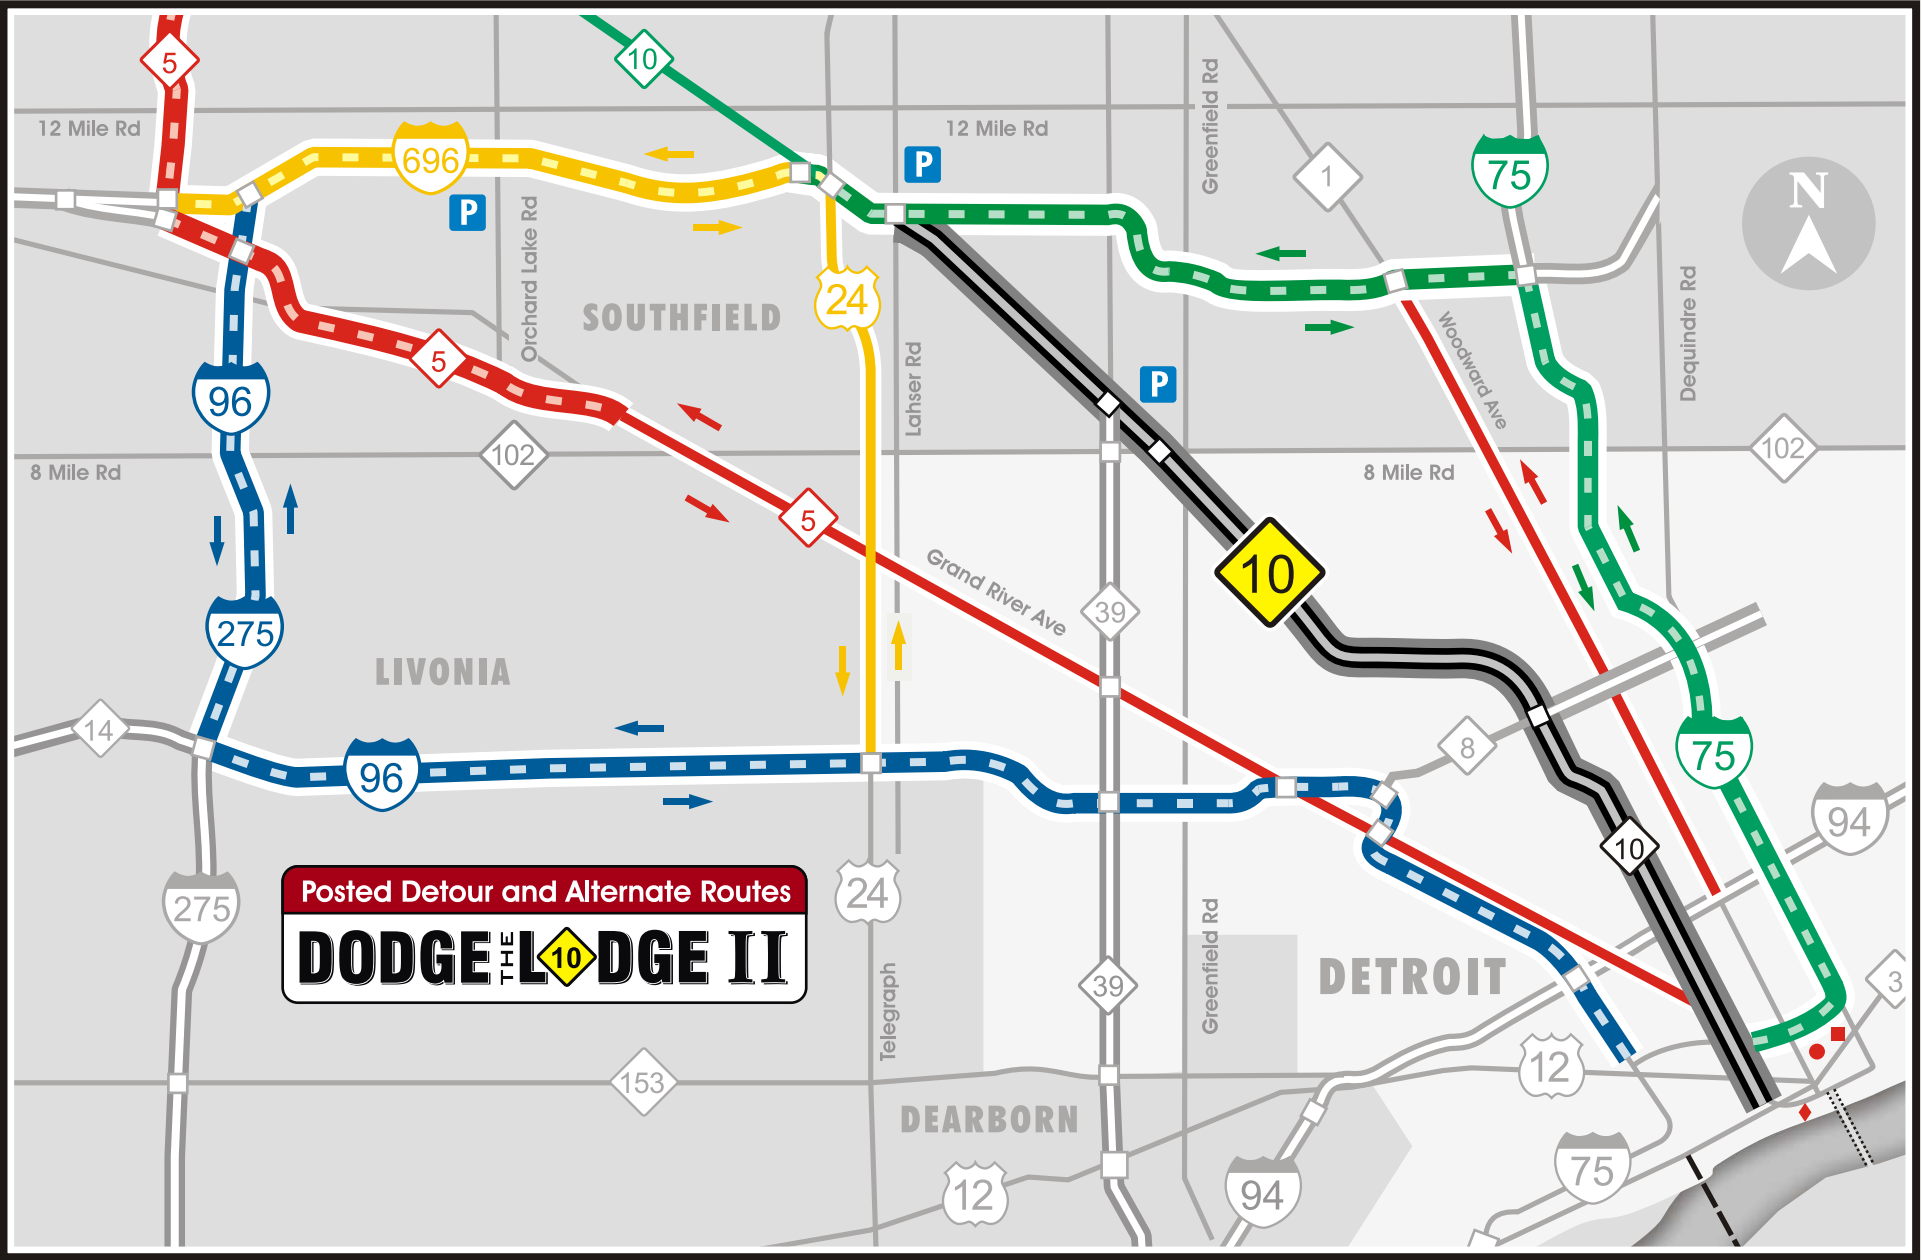 5
10
12 Mile Rd
696
P
12 Mile Rd
P
Greenfield Rd
1
75
N
Orchard Lake Rd
SOUTHFIELD
24
Lahser Rd
Woodward Ave
Dequindre Rd
5
96
P
8 Mile Rd
102
8 Mile Rd
102
5
10
Grand River Ave
39
275
LIVONIA
14
96
8
75
94
10
275
24
Posted Detour and Alternate Routes
DODGE THE L10DGE II
Greenfield Rd
Telegraph
39
DETROIT
3
12
153
DEARBORN
12
94
75